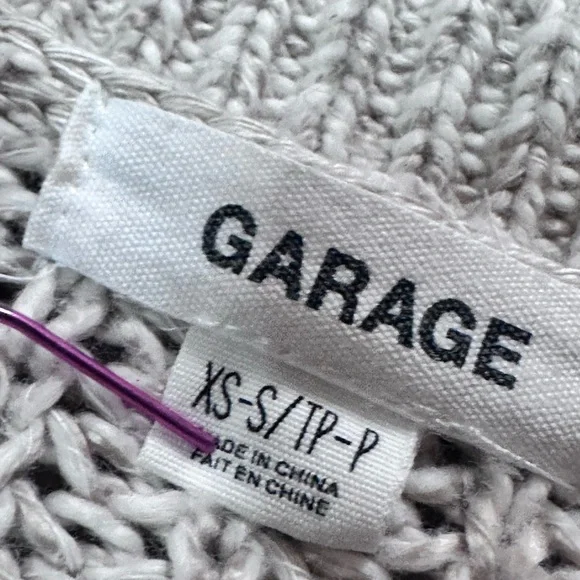 GARAGE
XS-S/TP-P
MADE IN CHINA
FAIT EN CHINE